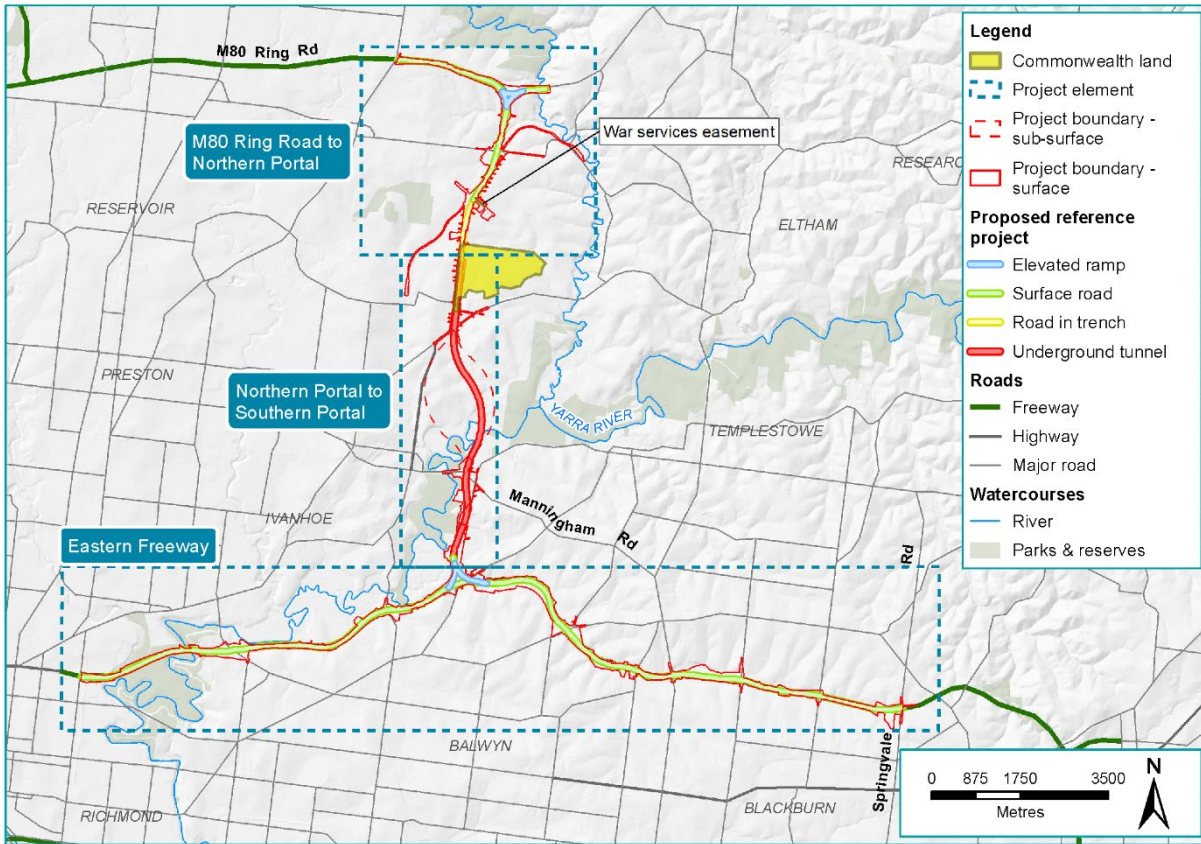 M80 Ring Rd
M80 Ring Road to
Northern Portal
War services easement
RESERVOIR
RESEARC
ELTHAM
PRESTON
Northern Portal to
Southern Portal
YARRA RIVER
TEMPLESTOWE
IVANHOE
Manningham Rd
Eastern Freeway
Springvale Rd
BALWYN
BLACKBURN
RICHMOND
Legend
Commonwealth land
Project element
Project boundary -
sub-surface
Project boundary -
surface
Proposed reference
project
Elevated ramp
Surface road
Road in trench
Underground tunnel
Roads
Freeway
Highway
Major road
Watercourses
River
Parks & reserves
0 875 1750 3500
Metres
N